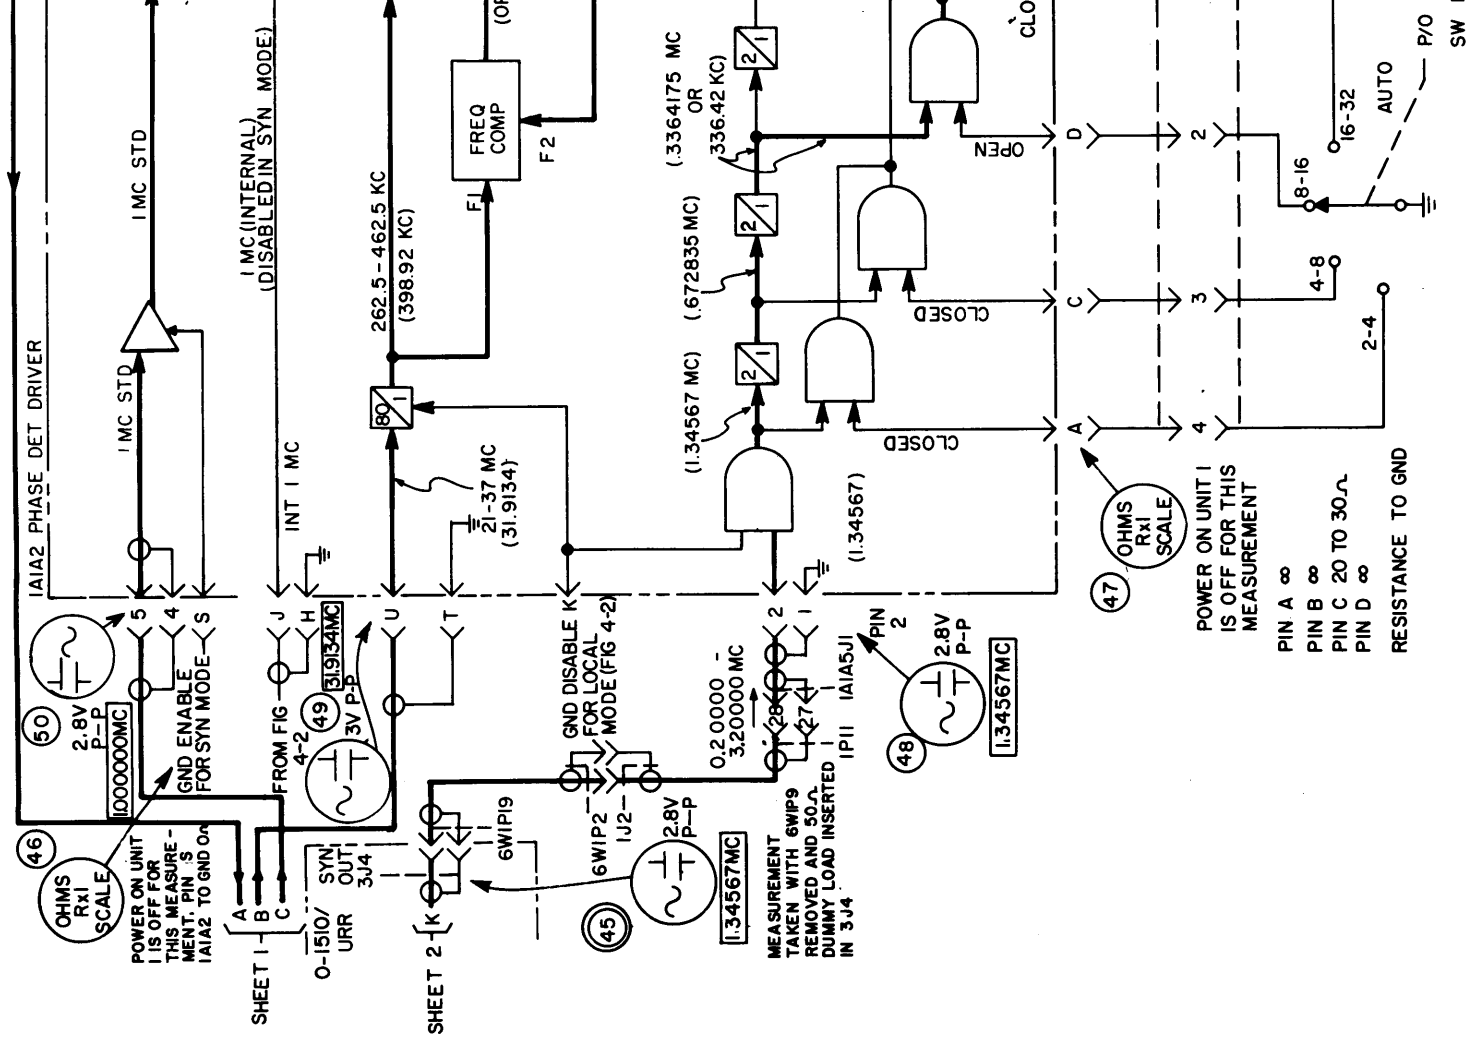 1A1A2 PHASE DET DRIVER
1 MC STD
1 MC STD
1 MC (INTERNAL)
(DISABLED IN SYN MODE)
INT 1 MC
262.5-462.5 KC
(398.92 KC)
FREQ
COMP
F1
F2
(OR
80
1
21-37 MC
(31.9134)
(1.34567 MC)
(.672835 MC)
(.3364175 MC
OR
336.42 KC)
2
1
2
1
2
1
(1.34567)
CLOSED
CLOSED
OPEN
CLO
A
C
D
4
3
2
2-4
4-8
8-16
16-32
AUTO
P/O
SW
5
4
S
J
H
U
T
K
2
1
50
2.8V
P-P
1.00000MC
GND ENABLE
FOR SYN MODE
FROM FIG
4-2
49
31.9134MC
3V P-P
GND DISABLE
FOR LOCAL
MODE (FIG 4-2)
0.20000 -
3.20000 MC
28
27
1P11
1A1A5J1
PIN
2
48
2.8V
P-P
1.34567MC
47
OHMS
Rx1
SCALE
POWER ON UNIT 1
IS OFF FOR THIS
MEASUREMENT
PIN A ∞
PIN B ∞
PIN C 20 TO 30Ω
PIN D ∞
RESISTANCE TO GND
46
OHMS
Rx1
SCALE
POWER ON UNIT
1 IS OFF FOR
THIS MEASURE-
MENT. PIN S
1A1A2 TO GND 0Ω
SHEET 1
A
B
C
O-1510/
URR
SYN
OUT
3J4
6W1P19
SHEET 2
K
6W1P2
1J2
45
2.8V
P-P
1.34567MC
MEASUREMENT
TAKEN WITH 6W1P9
REMOVED AND 50Ω
DUMMY LOAD INSERTED
IN 3J4